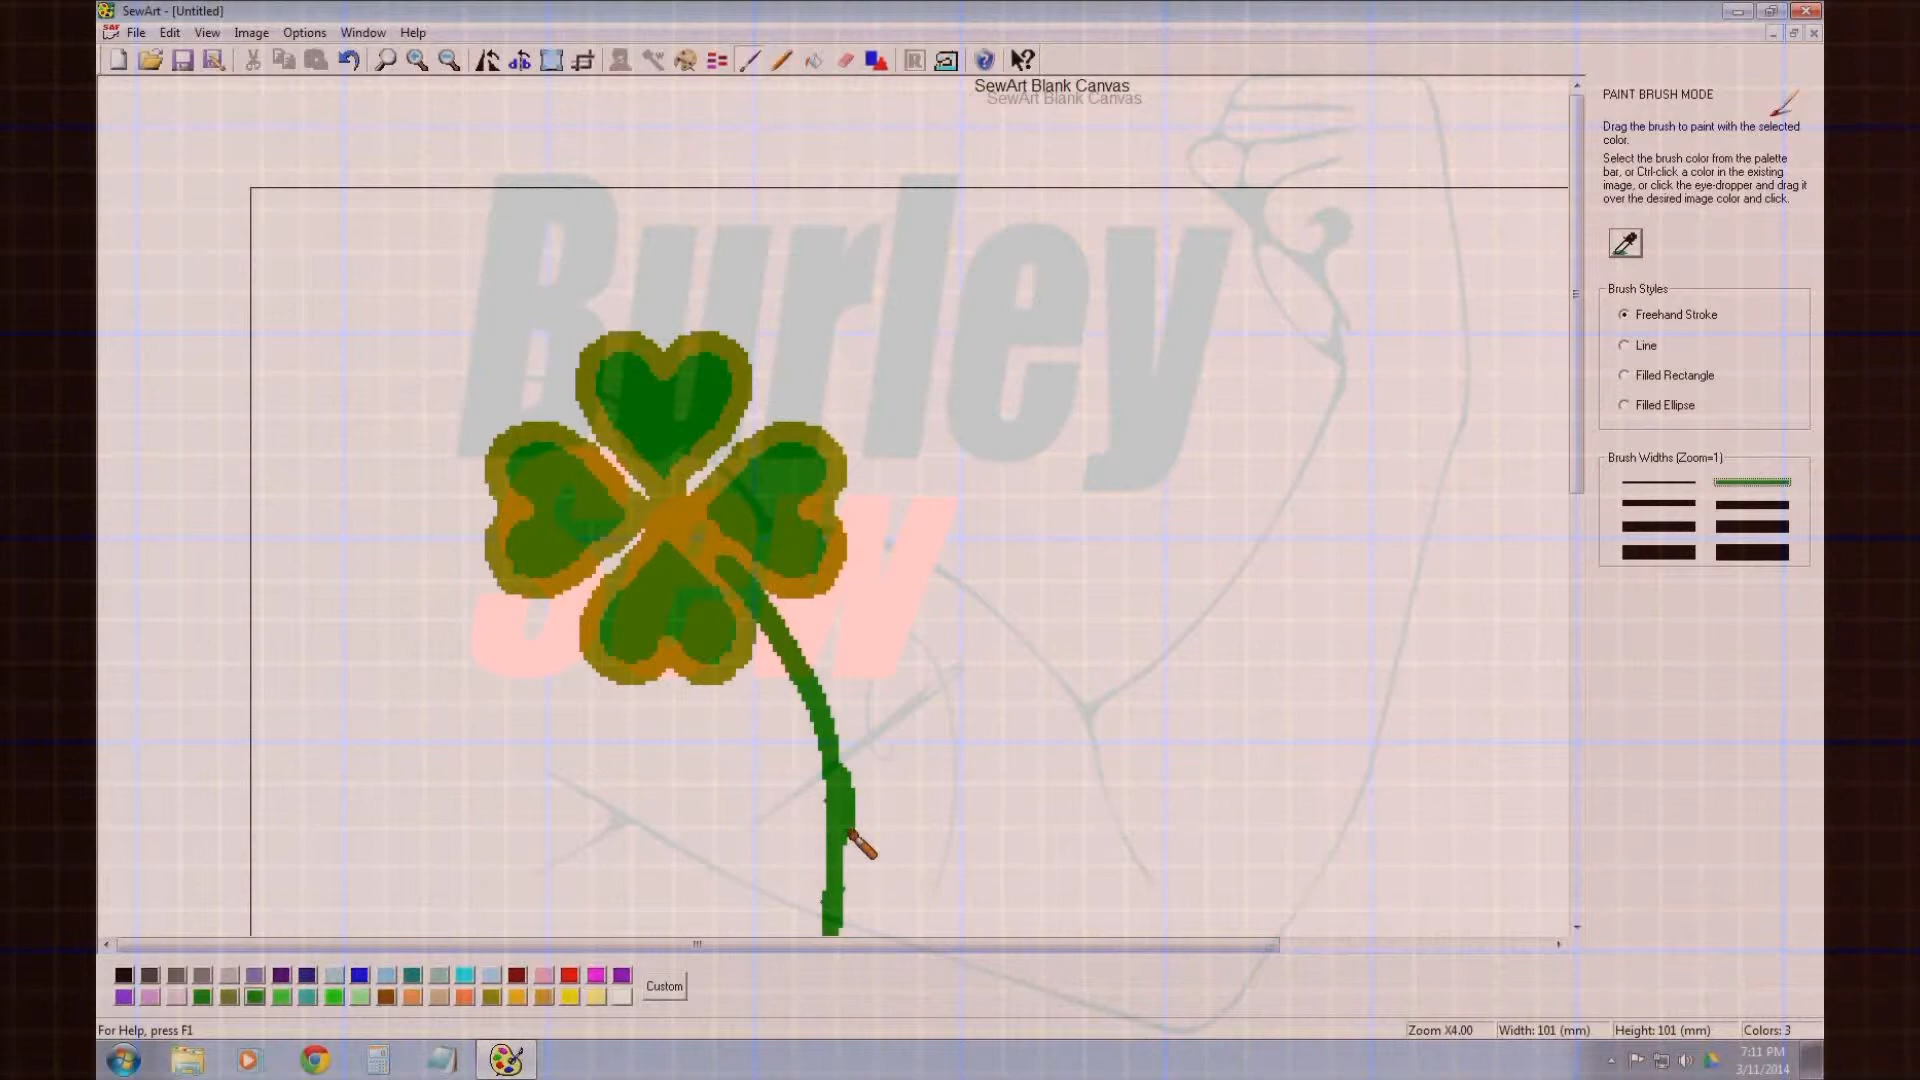 SewArt - [Untitled]
File Edit View Image Options Window Help
SewArt Blank Canvas
SewArt Blank Canvas
Burley
Sew
PAINT BRUSH MODE
Drag the brush to paint with the selected
color.
Select the brush color from the palette
bar, or Ctrl-click a color in the existing
image, or click the eye-dropper and drag it
over the desired image color and click.
Brush Styles
Freehand Stroke
Line
Filled Rectangle
Filled Ellipse
Brush Widths (Zoom=1)
Custom
For Help, press F1
Zoom X4.00 Width: 101 (mm) Height: 101 (mm) Colors: 3
7:11 PM
3/11/2014